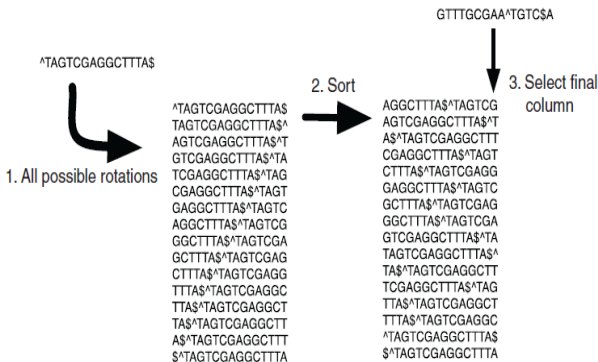 GTTTGCGAA^TGTC$A
^TAGTCGAGGCTTTA$
1. All possible rotations
^TAGTCGAGGCTTTA$
TAGTCGAGGCTTTA$^
AGTCGAGGCTTTA$^T
GTCGAGGCTTTA$^TA
TCGAGGCTTTA$^TAG
CGAGGCTTTA$^TAGT
GAGGCTTTA$^TAGTC
AGGCTTTA$^TAGTCG
GGCTTTA$^TAGTCGA
GCTTTA$^TAGTCGAG
CTTTA$^TAGTCGAGG
TTTA$^TAGTCGAGGC
TTA$^TAGTCGAGGCT
TA$^TAGTCGAGGCTT
A$^TAGTCGAGGCTTT
$^TAGTCGAGGCTTTA
2. Sort
AGGCTTTA$^TAGTCG
AGTCGAGGCTTTA$^T
A$^TAGTCGAGGCTTT
CGAGGCTTTA$^TAGT
CTTTA$^TAGTCGAGG
GAGGCTTTA$^TAGTC
GCTTTA$^TAGTCGAG
GGCTTTA$^TAGTCGA
GTCGAGGCTTTA$^TA
TAGTCGAGGCTTTA$^
TA$^TAGTCGAGGCTT
TCGAGGCTTTA$^TAG
TTA$^TAGTCGAGGCT
TTTA$^TAGTCGAGGC
^TAGTCGAGGCTTTA$
$^TAGTCGAGGCTTTA
3. Select final
column